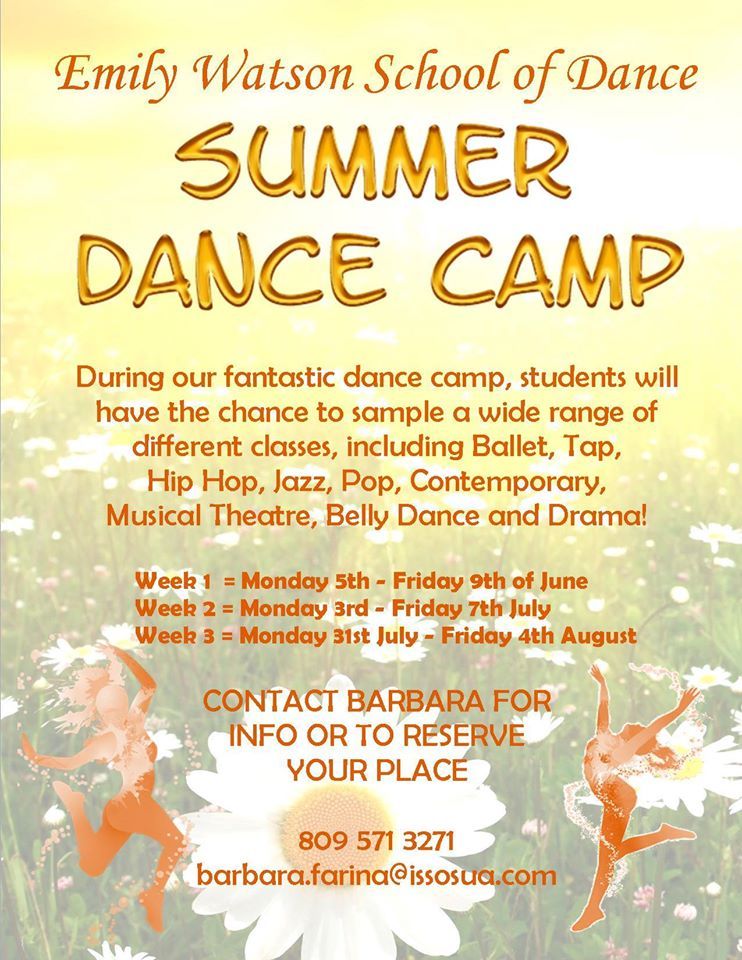 Emily Watson School of Dance
SUMMER
DANCE CAMP
During our fantastic dance camp, students will
have the chance to sample a wide range of
different classes, including Ballet, Tap,
Hip Hop, Jazz, Pop, Contemporary,
Musical Theatre, Belly Dance and Drama!
Week 1 = Monday 5th - Friday 9th of June
Week 2 = Monday 3rd - Friday 7th July
Week 3 = Monday 31st July - Friday 4th August
CONTACT BARBARA FOR
INFO OR TO RESERVE
YOUR PLACE
809 571 3271
barbara.farina@issosua.com